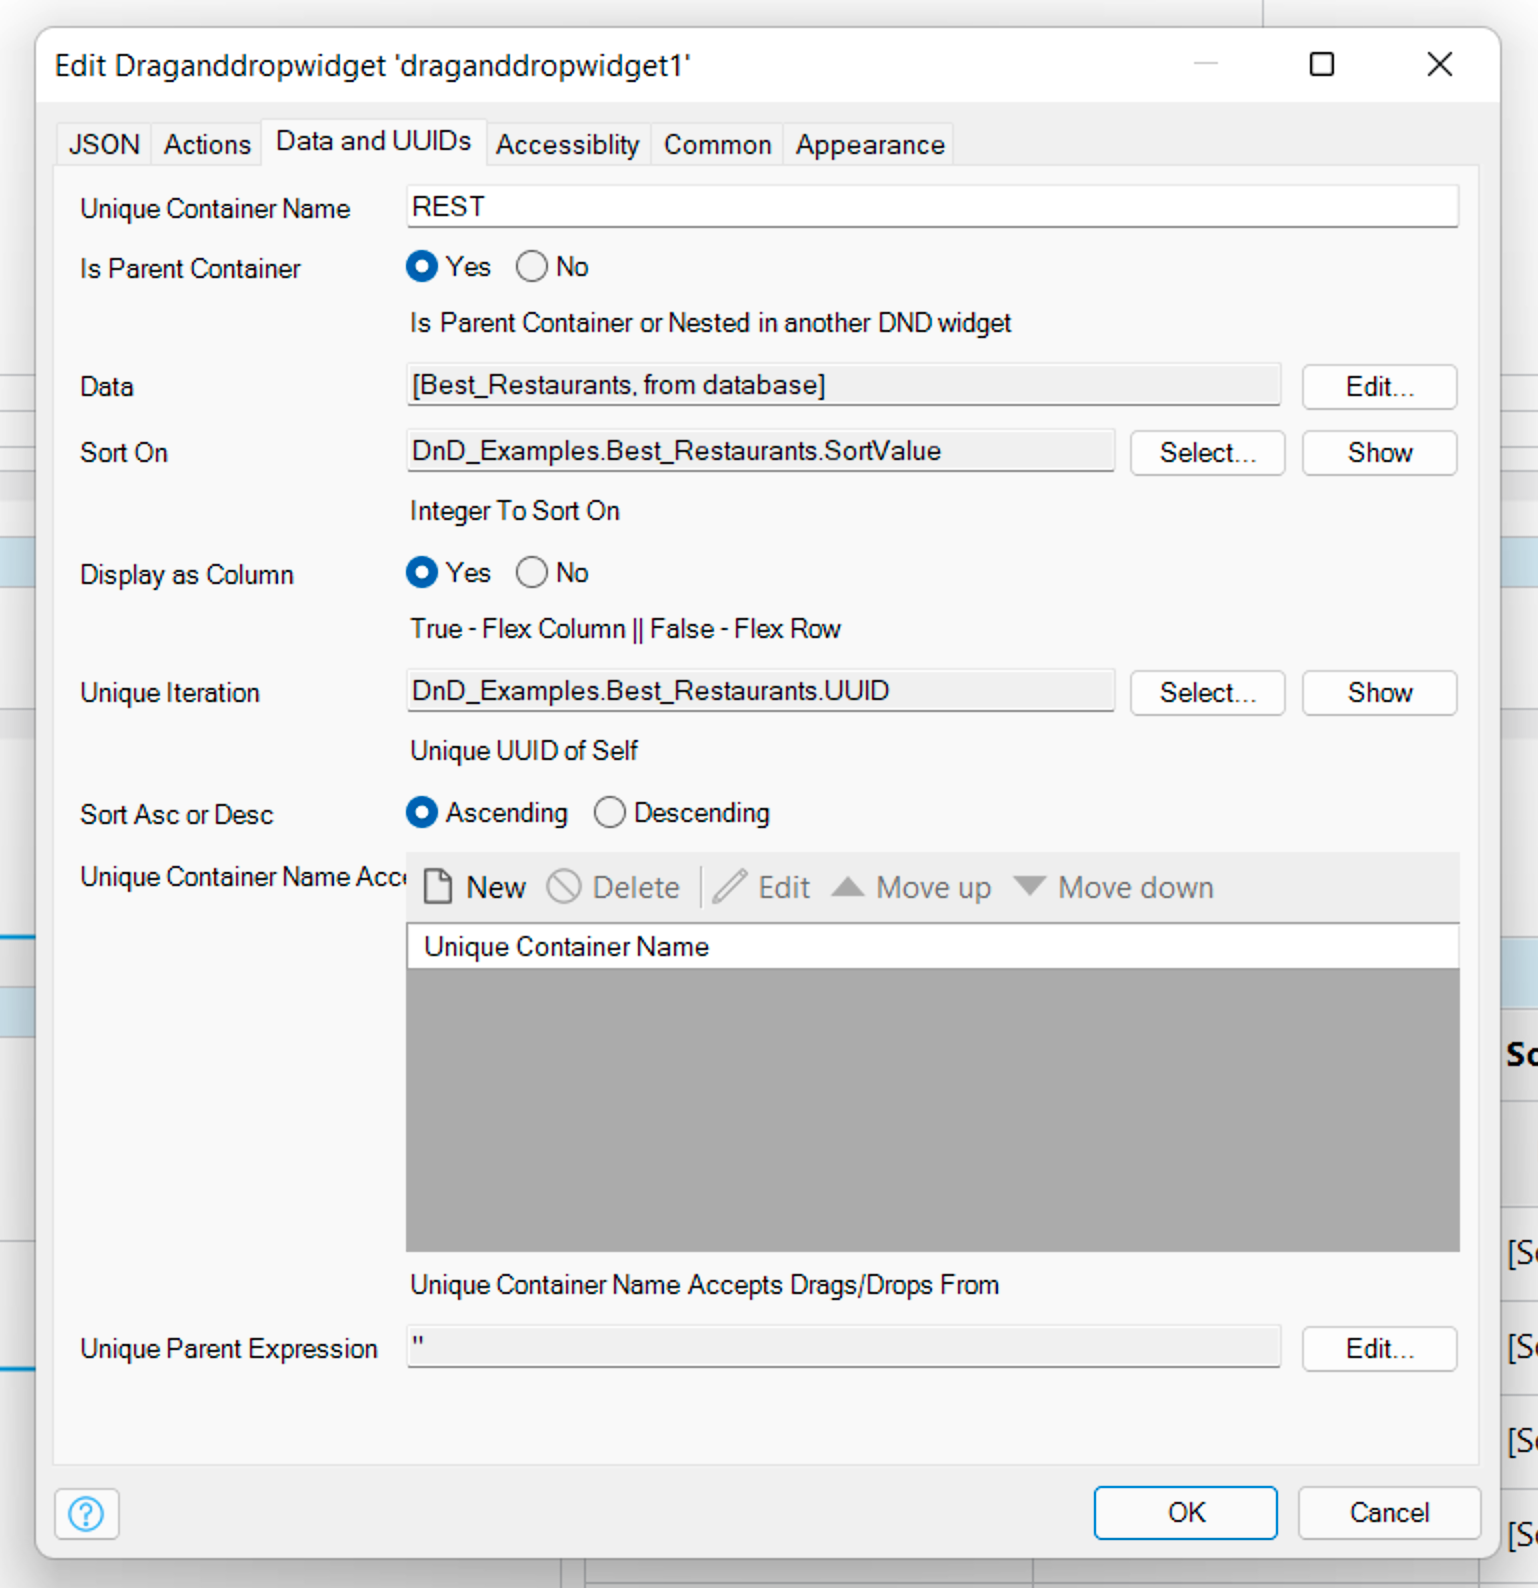 Edit Draganddropwidget 'draganddropwidget1'
JSON Actions Data and UUIDs Accessiblity Common Appearance
Unique Container Name REST
Is Parent Container Yes No
Is Parent Container or Nested in another DND widget
Data [Best_Restaurants, from database] Edit...
Sort On DnD_Examples.Best_Restaurants.SortValue Select... Show
Integer To Sort On
Display as Column Yes No
True - Flex Column || False - Flex Row
Unique Iteration DnD_Examples.Best_Restaurants.UUID Select... Show
Unique UUID of Self
Sort Asc or Desc Ascending Descending
Unique Container Name Acce New Delete Edit Move up Move down
Unique Container Name
Unique Container Name Accepts Drags/Drops From
Unique Parent Expression '' Edit...
? OK Cancel